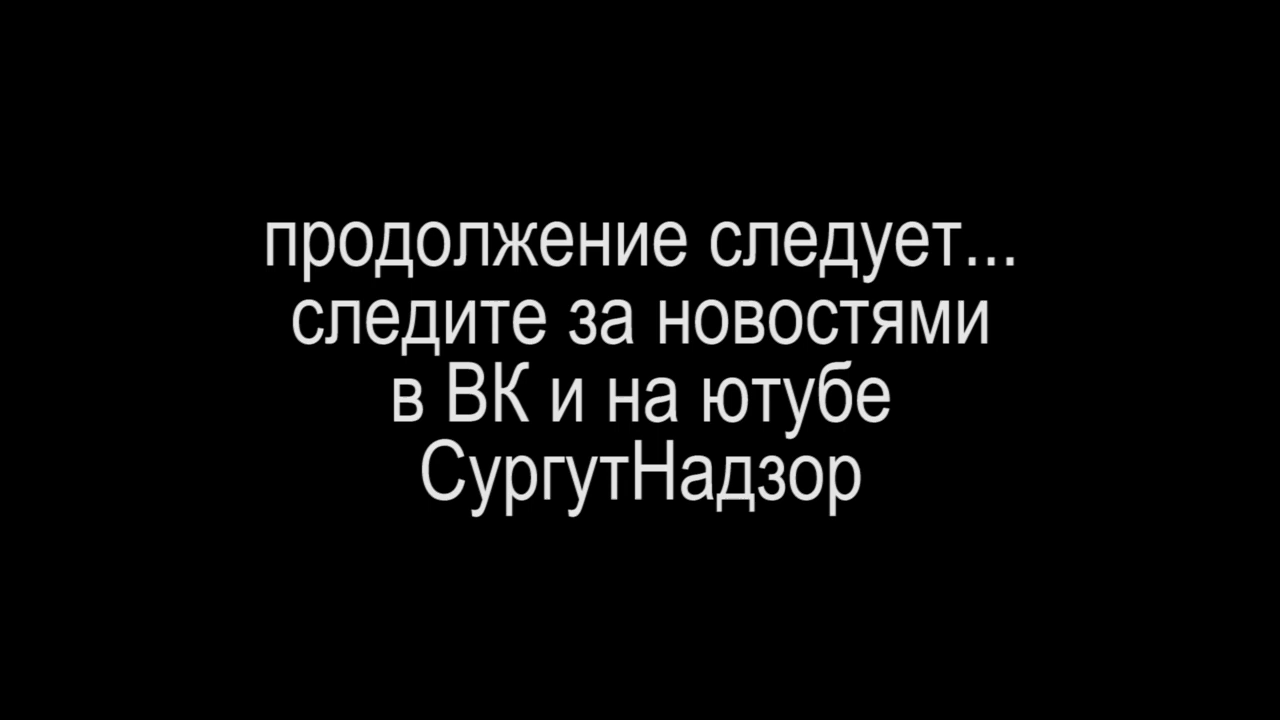 продолжение следует...
следите за новостями
в ВК и на ютубе
СургутНадзор